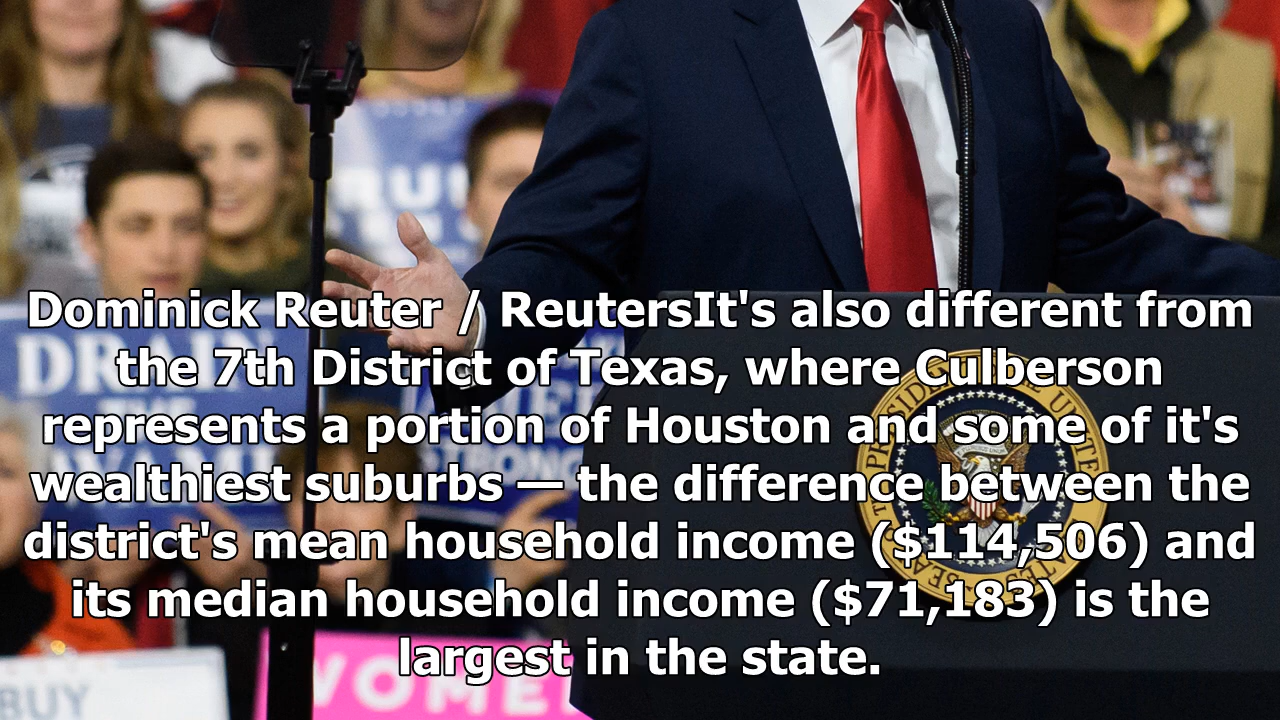 Dominick Reuter / ReutersIt's also different from
the 7th District of Texas, where Culberson
represents a portion of Houston and some of it's
wealthiest suburbs — the difference between the
district's mean household income ($114,506) and
its median household income ($71,183) is the
largest in the state.
BUY
WOMEN